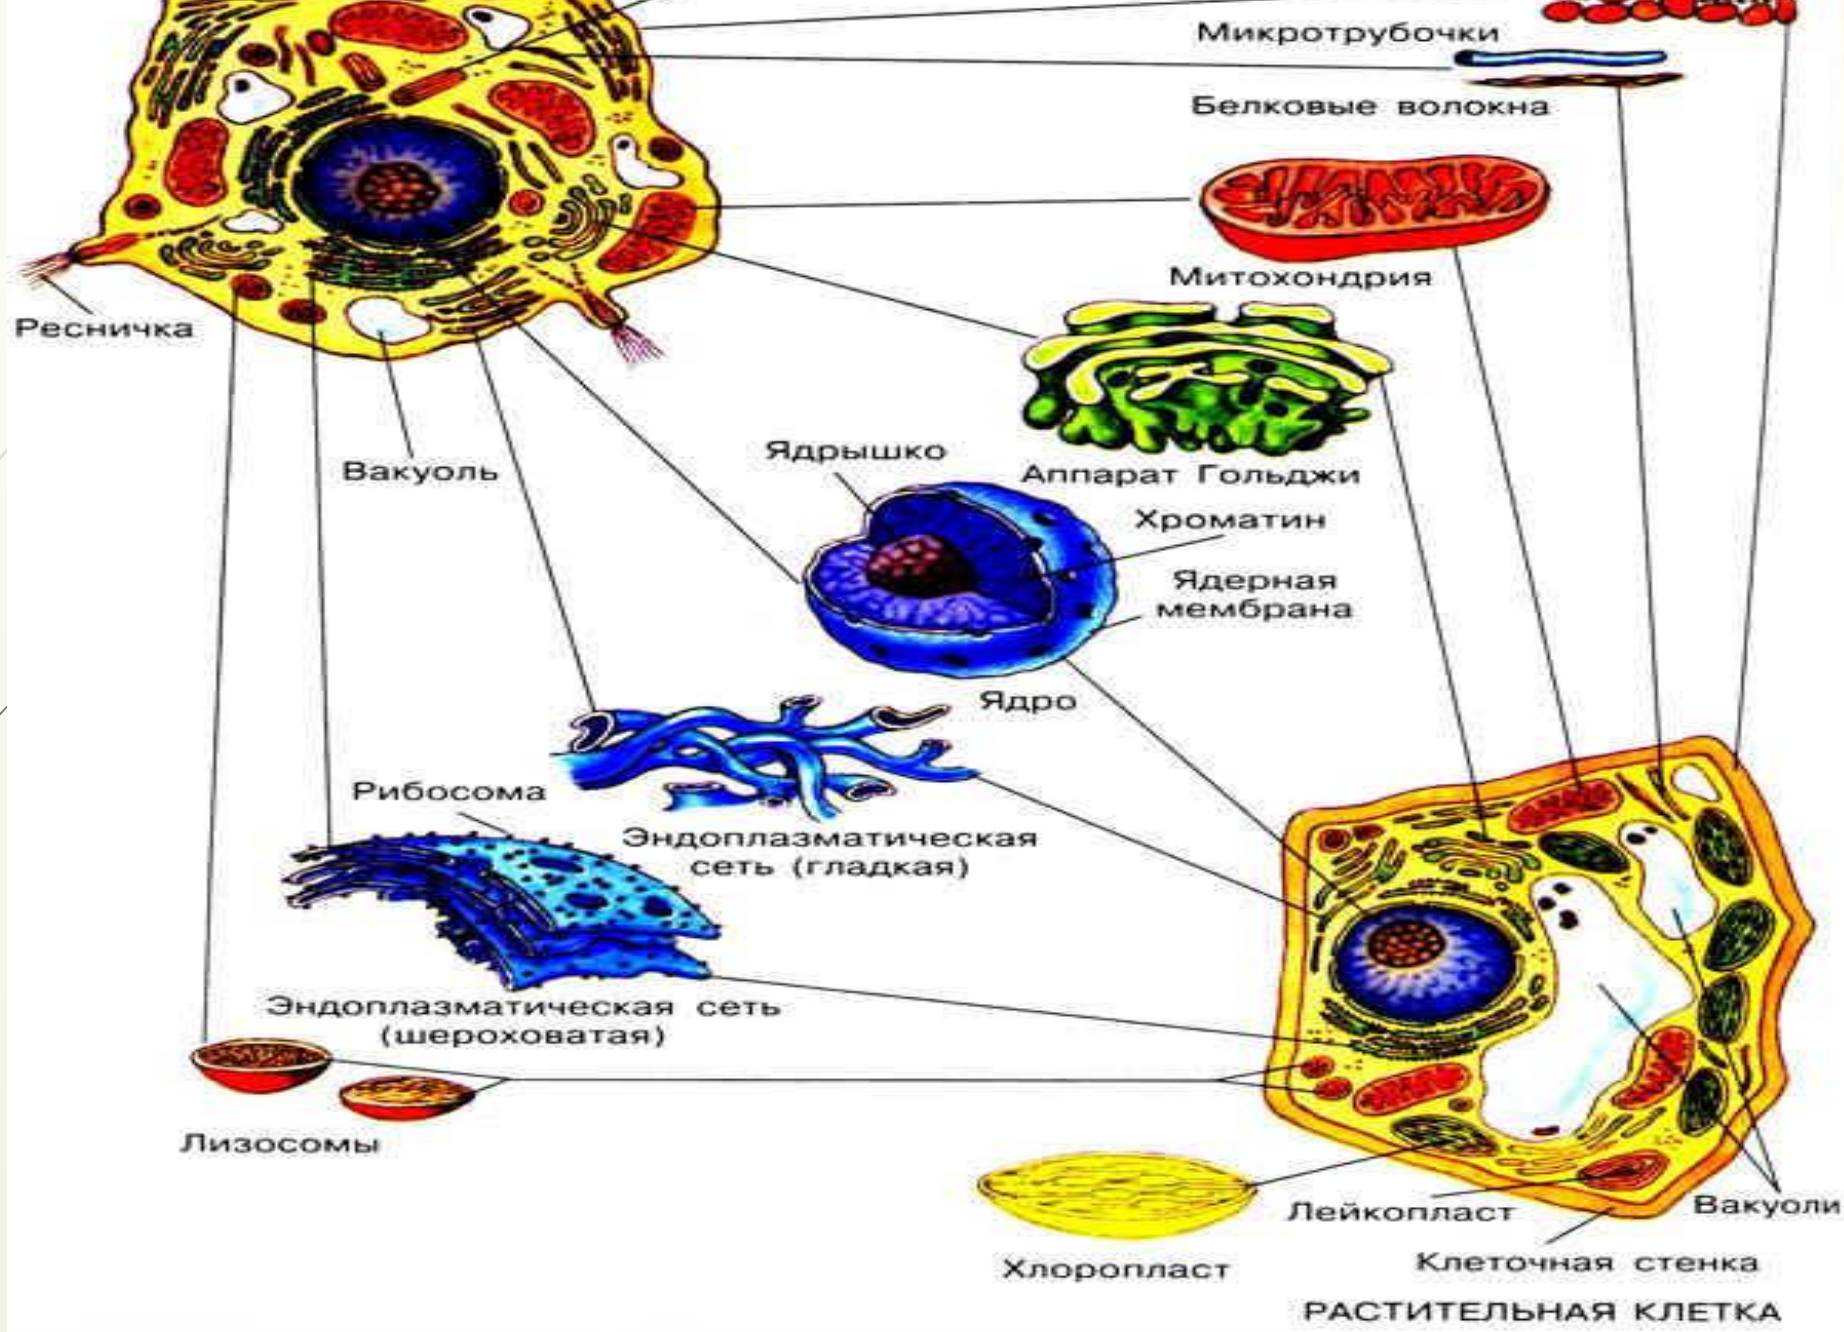 Микротрубочки
Белковые волокна
Митохондрия
Ресничка
Вакуоль
Ядрышко
Аппарат Гольджи
Хроматин
Ядерная
мембрана
Ядро
Рибосома
Эндоплазматическая
сеть (гладкая)
Эндоплазматическая сеть
(шероховатая)
Лизосомы
Лейкопласт
Вакуоли
Хлоропласт
Клеточная стенка
РАСТИТЕЛЬНАЯ КЛЕТКА